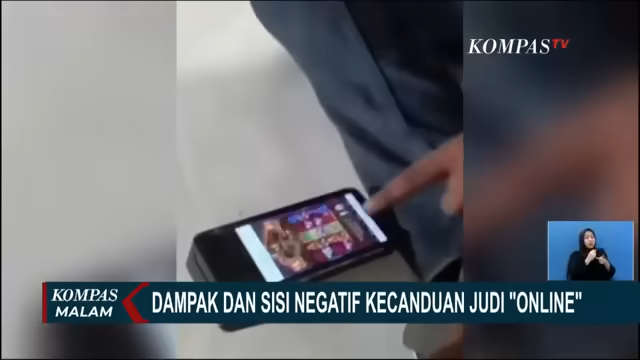 KOMPAS TV
KOMPAS MALAM
DAMPAK DAN SISI NEGATIF KECANDUAN JUDI "ONLINE"